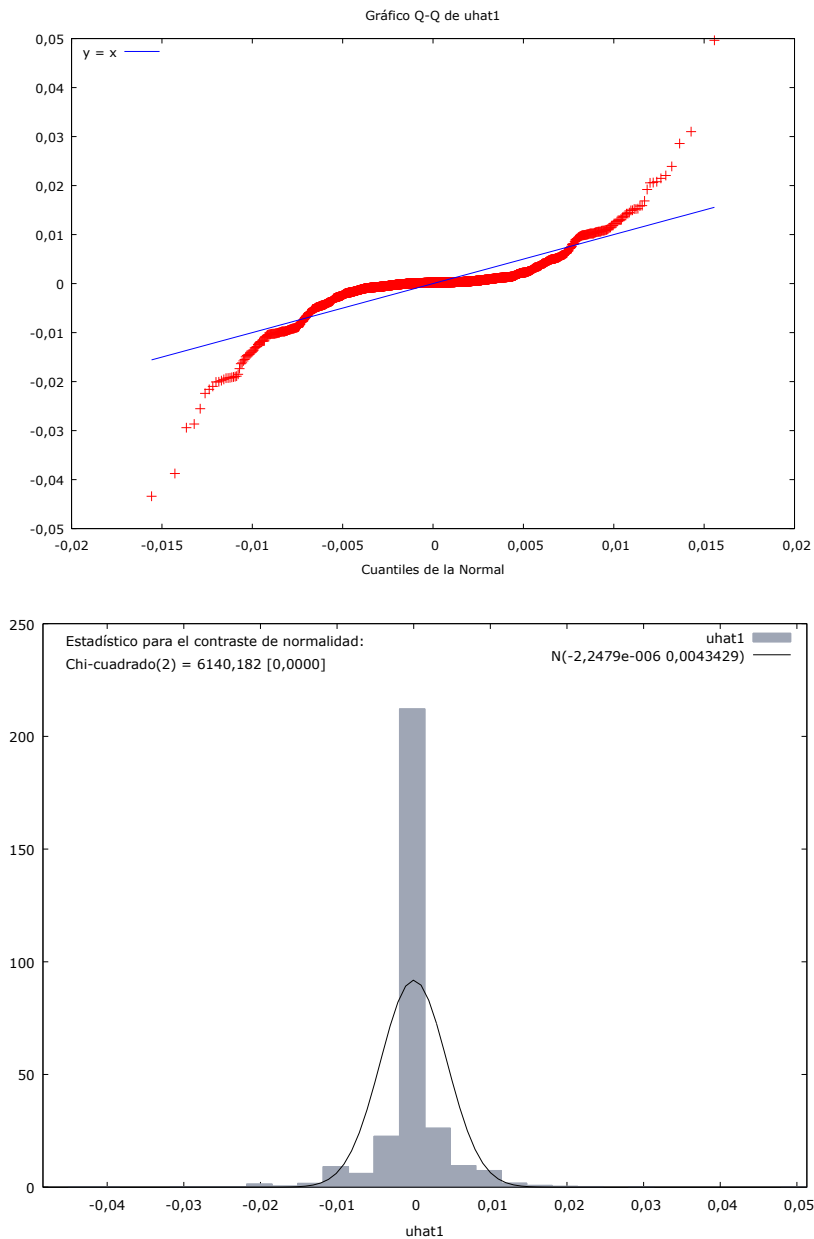 Gráfico Q-Q de uhat1
y = x
0,05
0,04
0,03
0,02
0,01
0
-0,01
-0,02
-0,03
-0,04
-0,05
-0,02 -0,015 -0,01 -0,005 0 0,005 0,01 0,015 0,02
Cuantiles de la Normal
Estadístico para el contraste de normalidad:
Chi-cuadrado(2) = 6140,182 [0,0000]
uhat1
N(-2,2479e-006 0,0043429)
250
200
150
100
50
0
-0,04 -0,03 -0,02 -0,01 0 0,01 0,02 0,03 0,04 0,05
uhat1